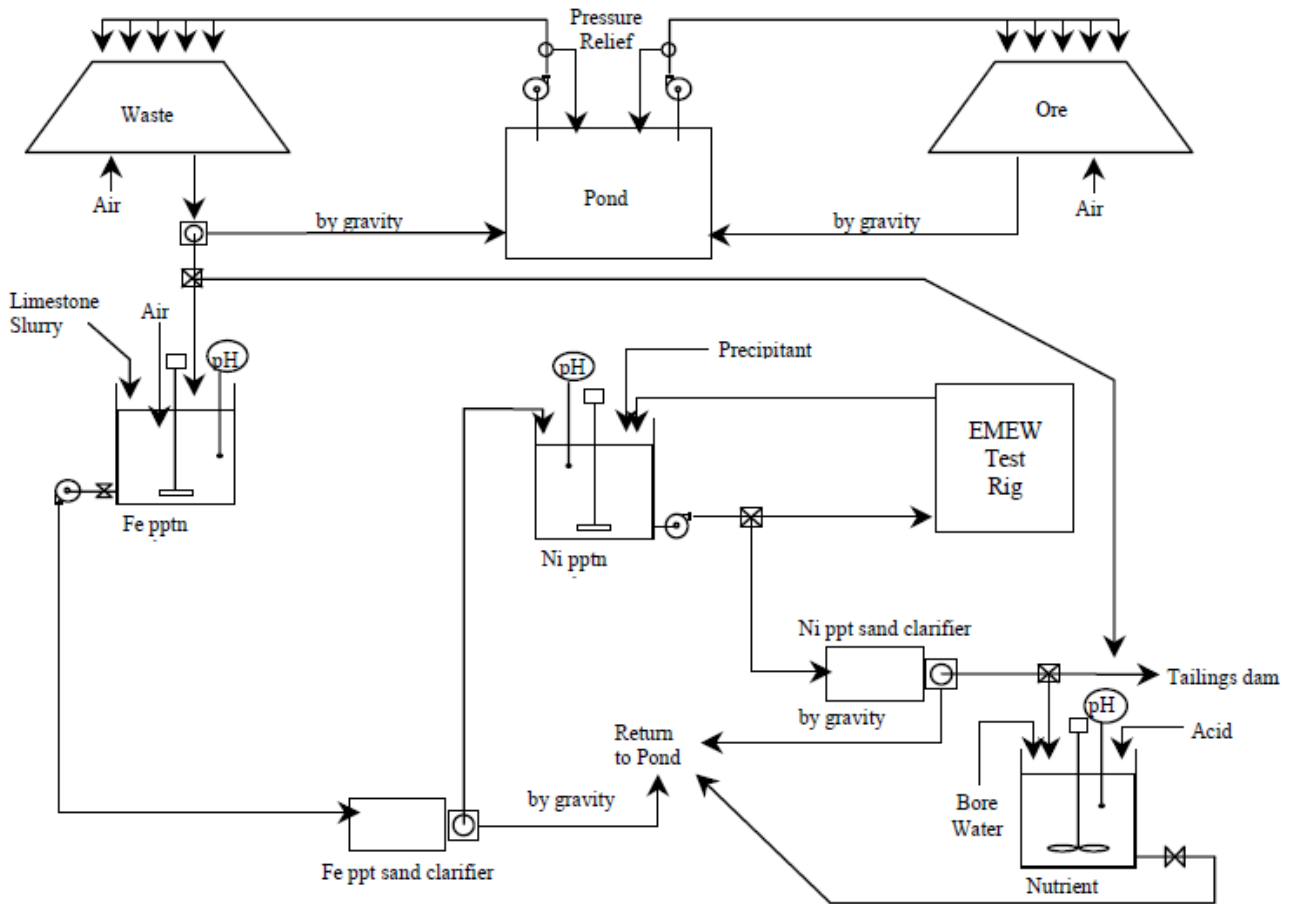 Pressure
Relief
Waste
Ore
Air
Pond
Air
by gravity
by gravity
Limestone
Slurry
Air
pH
Precipitant
pH
EMEW
Test
Rig
Fe pptn
Ni pptn
Ni ppt sand clarifier
Tailings dam
by gravity
pH
Acid
Return
to Pond
by gravity
Bore
Water
Fe ppt sand clarifier
Nutrient